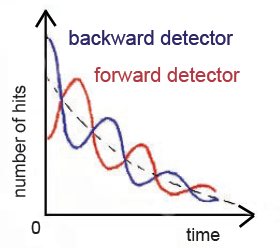 backward detector
forward detector
number of hits
0
time